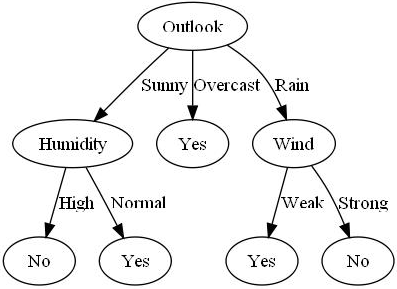 Outlook
Sunny Overcast Rain
Humidity Yes Wind
High Normal Weak Strong
No Yes Yes No